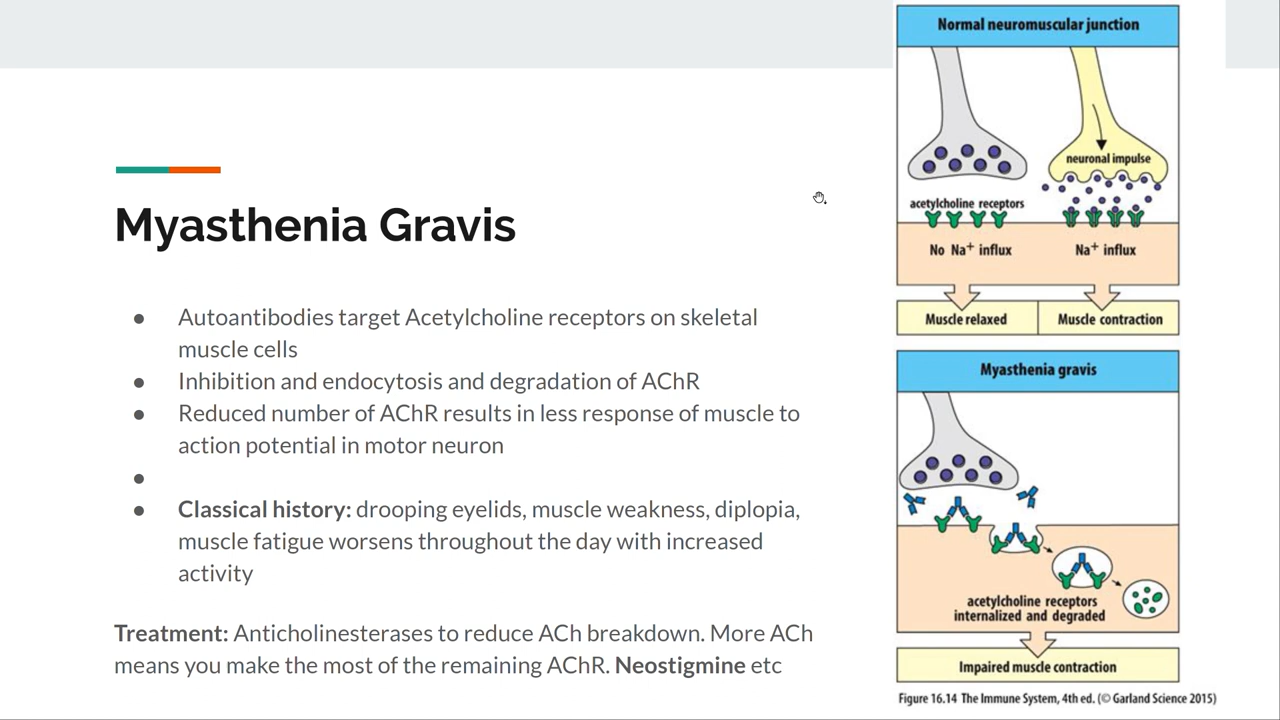 Myasthenia Gravis
● Autoantibodies target Acetylcholine receptors on skeletal
muscle cells
● Inhibition and endocytosis and degradation of AChR
● Reduced number of AChR results in less response of muscle to
action potential in motor neuron
●
● Classical history: drooping eyelids, muscle weakness, diplopia,
muscle fatigue worsens throughout the day with increased
activity
Treatment: Anticholinesterases to reduce ACh breakdown. More ACh
means you make the most of the remaining AChR. Neostigmine etc
Normal neuromuscular junction
neuronal impulse
acetylcholine receptors
No Na⁺ influx
Na⁺ influx
Muscle relaxed
Muscle contraction
Myasthenia gravis
acetylcholine receptors
internalized and degraded
Impaired muscle contraction
Figure 16.14 The Immune System, 4th ed. (© Garland Science 2015)